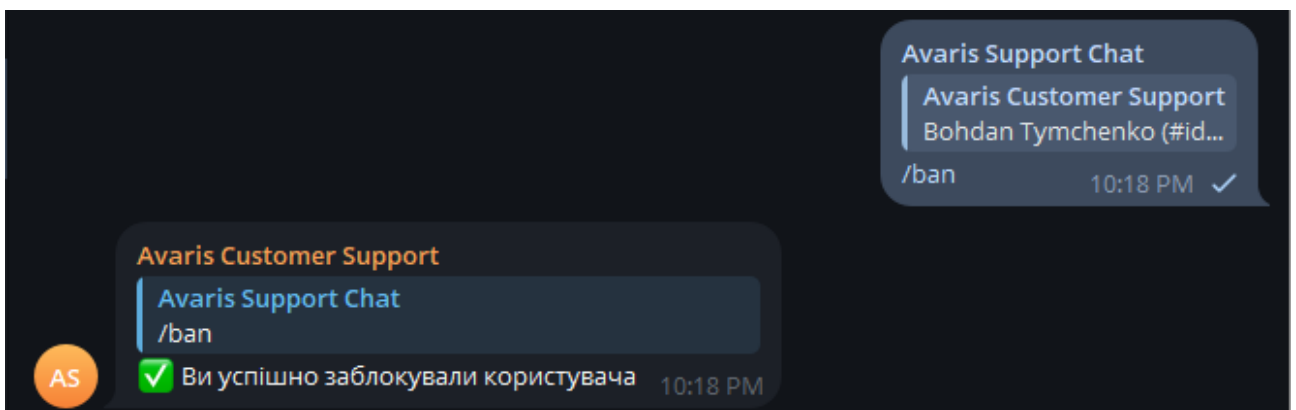 Avaris Support Chat
Avaris Customer Support
Bohdan Tymchenko (#id...
/ban
10:18 PM
Avaris Customer Support
Avaris Support Chat
/ban
AS
✅ Ви успішно заблокували користувача
10:18 PM